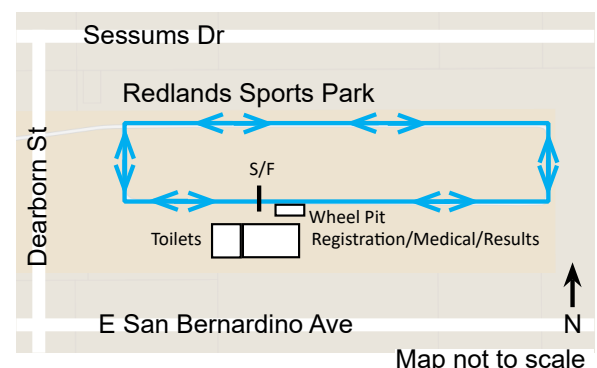 Sessums Dr
Redlands Sports Park
Dearborn St
S/F
Wheel Pit
Toilets
Registration/Medical/Results
E San Bernardino Ave
N
Map not to scale